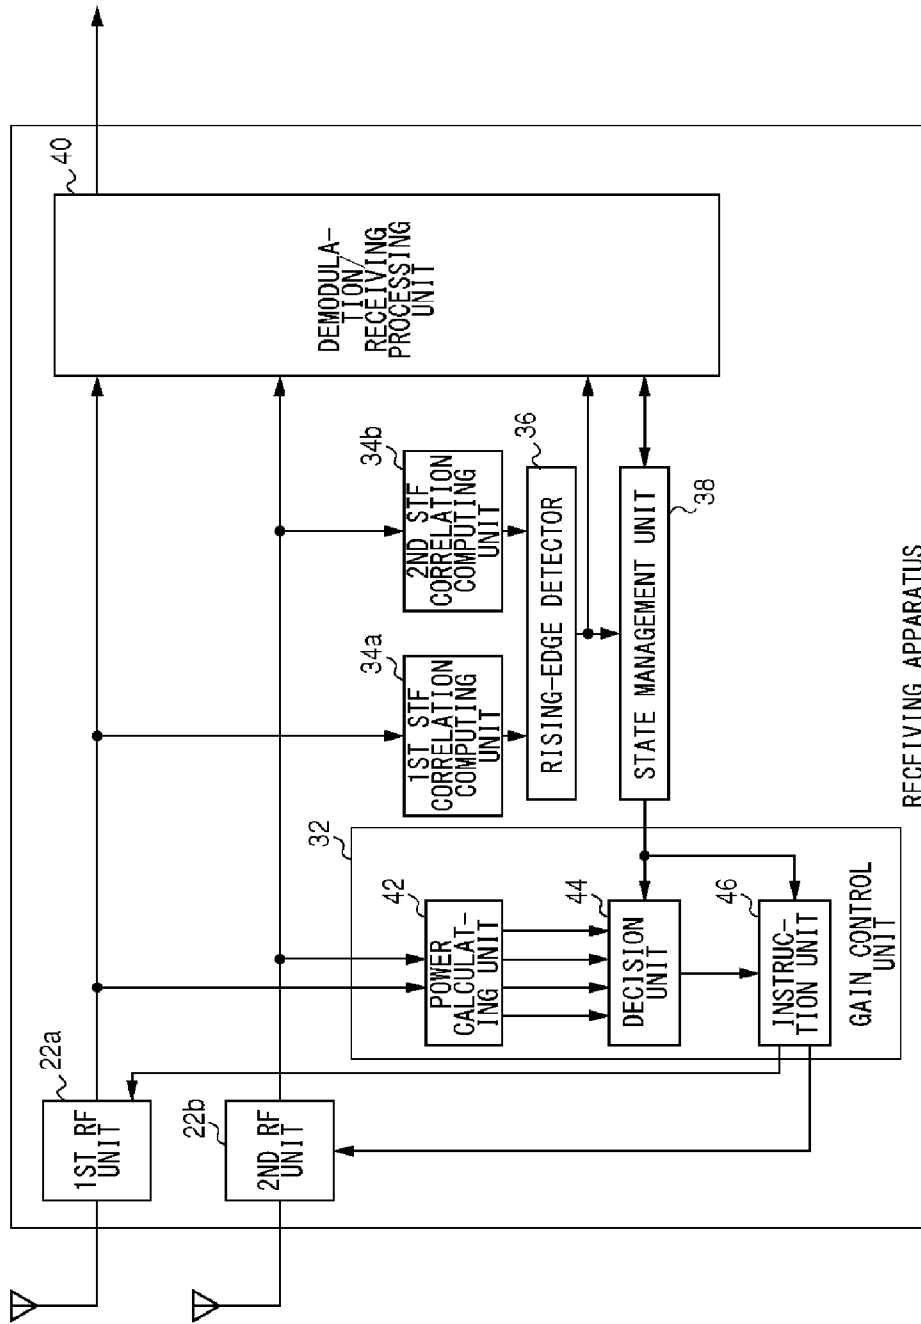 22a
1ST RF
UNIT
22b
2ND RF
UNIT
32
42
POWER
CALCULAT-
ING UNIT
44
DECISION
UNIT
46
INSTRUC-
TION UNIT
GAIN CONTROL
UNIT
34a
1ST STF
CORRELATION
COMPUTING
UNIT
34b
2ND STF
CORRELATION
COMPUTING
UNIT
36
RISING-EDGE DETECTOR
STATE MANAGEMENT UNIT
38
40
DEMODULA-
TION/
RECEIVING
PROCESSING
UNIT
RECEIVING APPARATUS